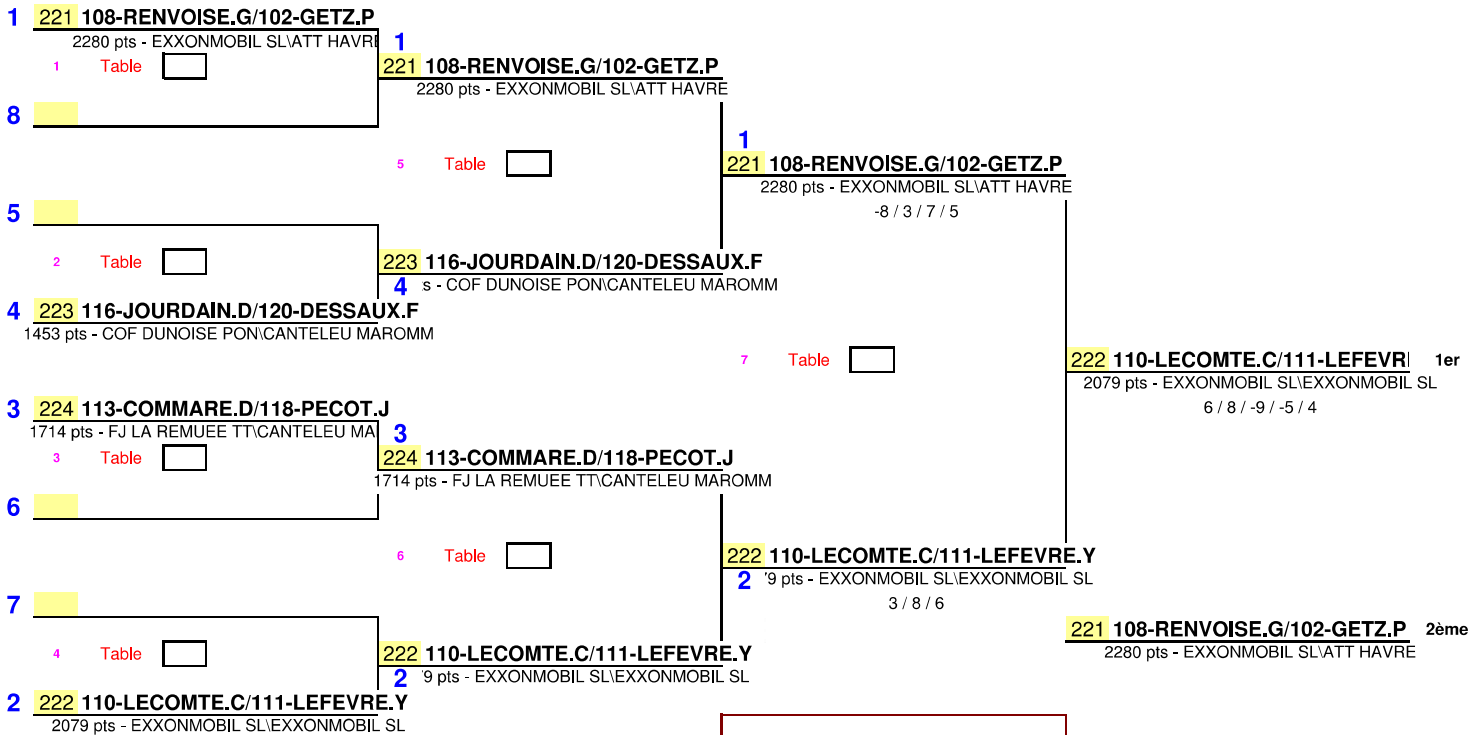 1 221 108-RENVOISE.G/102-GETZ.P
2280 pts - EXXONMOBIL SL\ATT HAVRE
1 Table
8
1
221 108-RENVOISE.G/102-GETZ.P
2280 pts - EXXONMOBIL SL\ATT HAVRE
5 Table
1
221 108-RENVOISE.G/102-GETZ.P
2280 pts - EXXONMOBIL SL\ATT HAVRE
-8 / 3 / 7 / 5
5
2 Table
223 116-JOURDAIN.D/120-DESSAUX.F
4 s - COF DUNOISE PON\CANTELEU MAROMM
4 223 116-JOURDAIN.D/120-DESSAUX.F
1453 pts - COF DUNOISE PON\CANTELEU MAROMM
7 Table
222 110-LECOMTE.C/111-LEFEVR 1er
2079 pts - EXXONMOBIL SL\EXXONMOBIL SL
6 / 8 / -9 / -5 / 4
3 224 113-COMMARE.D/118-PECOT.J
1714 pts - FJ LA REMUEE TT\CANTELEU MA
3 Table
3
224 113-COMMARE.D/118-PECOT.J
1714 pts - FJ LA REMUEE TT\CANTELEU MAROMM
6
6 Table
222 110-LECOMTE.C/111-LEFEVRE.Y
2 '9 pts - EXXONMOBIL SL\EXXONMOBIL SL
3 / 8 / 6
7
4 Table
222 110-LECOMTE.C/111-LEFEVRE.Y
2 '9 pts - EXXONMOBIL SL\EXXONMOBIL SL
221 108-RENVOISE.G/102-GETZ.P 2ème
2280 pts - EXXONMOBIL SL\ATT HAVRE
2 222 110-LECOMTE.C/111-LEFEVRE.Y
2079 pts - EXXONMOBIL SL\EXXONMOBIL SL